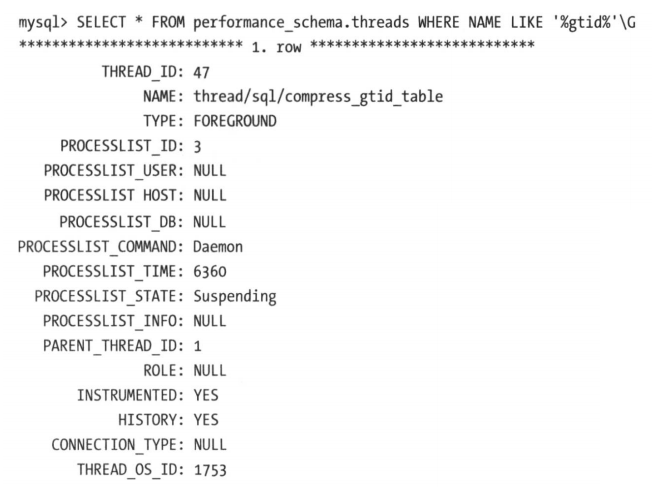 mysql> SELECT * FROM performance_schema.threads WHERE NAME LIKE '%gtid%'\G
*************************** 1. row ***************************
THREAD_ID: 47
NAME: thread/sql/compress_gtid_table
TYPE: FOREGROUND
PROCESSLIST_ID: 3
PROCESSLIST_USER: NULL
PROCESSLIST HOST: NULL
PROCESSLIST_DB: NULL
PROCESSLIST_COMMAND: Daemon
PROCESSLIST_TIME: 6360
PROCESSLIST_STATE: Suspending
PROCESSLIST_INFO: NULL
PARENT_THREAD_ID: 1
ROLE: NULL
INSTRUMENTED: YES
HISTORY: YES
CONNECTION_TYPE: NULL
THREAD_OS_ID: 1753